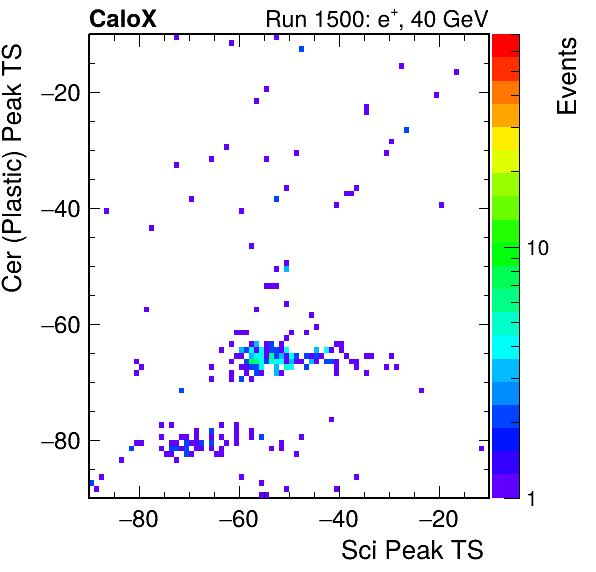 CaloX Run 1500: e⁺, 40 GeV
Cer (Plastic) Peak TS
Events
−20
−40
−60
−80
10
1
−80 −60 −40 −20
Sci Peak TS